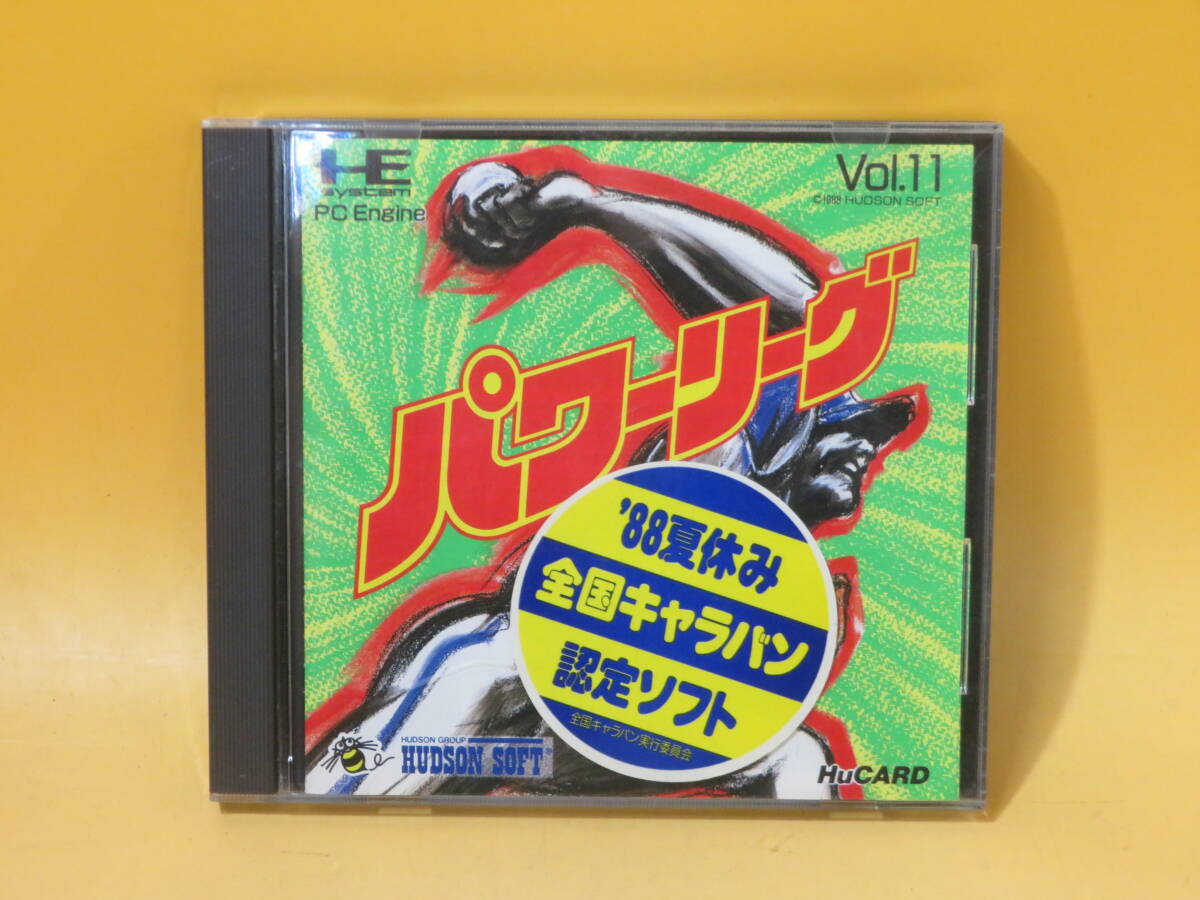 HE
system
PC Engine
Vol.11
©1988 HUDSON SOFT
パワーリーグ
'88夏休み
全国キャラバン
認定ソフト
全国キャラバン実行委員会
HUDSON GROUP
HUDSON SOFT®
HuCARD